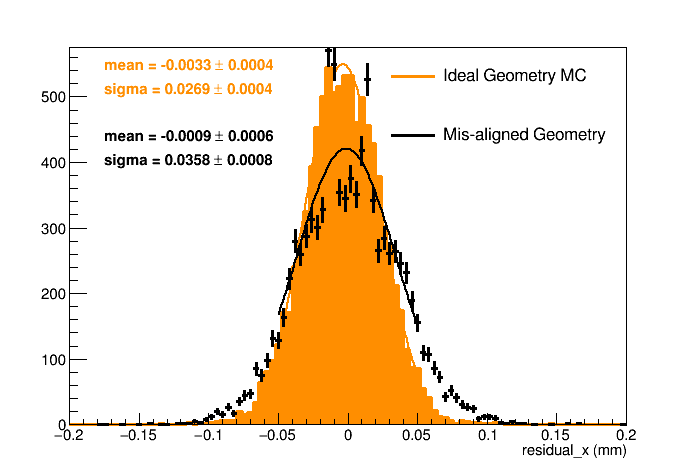 mean = -0.0033 ± 0.0004
sigma = 0.0269 ± 0.0004
mean = -0.0009 ± 0.0006
sigma = 0.0358 ± 0.0008
Ideal Geometry MC
Mis-aligned Geometry
500
400
300
200
100
0
−0.2 −0.15 −0.1 −0.05 0 0.05 0.1 0.15 0.2
residual_x (mm)